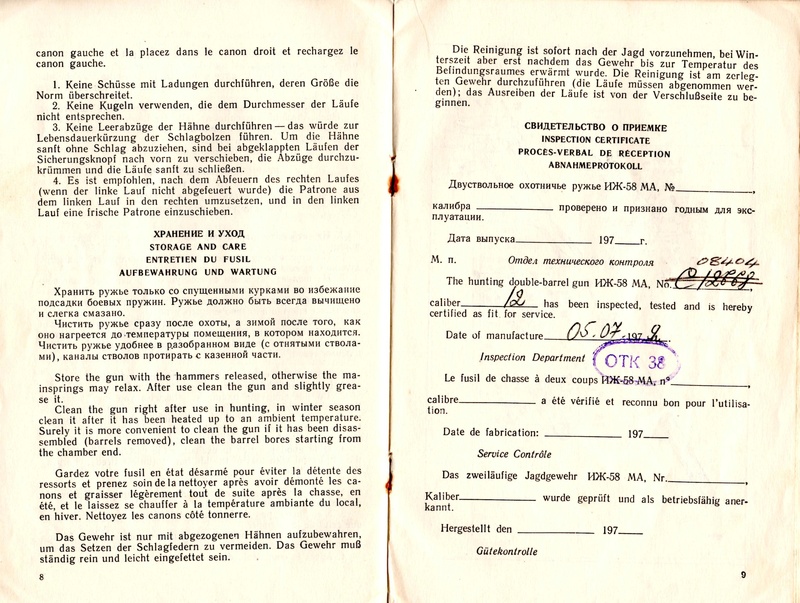 canon gauche et la placez dans le canon droit et rechargez le
canon gauche.
1. Keine Schüsse mit Ladungen durchführen, deren Größe die
Norm überschreitet.
2. Keine Kugeln verwenden, die dem Durchmesser der Läufe
nicht entsprechen.
3. Keine Leerabzüge der Hähne durchführen — das würde zur
Lebensdauerkürzung der Schlagbolzen führen. Um die Hähne
sanft ohne Schlag abzuziehen, sind bei abgeklappten Läufen der
Sicherungsknopf nach vorn zu verschieben, die Abzüge durchzu-
krümmen und die Läufe sanft zu schließen.
4. Es ist empfohlen, nach dem Abfeuern des rechten Laufes
(wenn der linke Lauf nicht abgefeuert wurde) die Patrone aus
dem linken Lauf in den rechten umzusetzen, und in den linken
Lauf eine frische Patrone einzuschieben.
ХРАНЕНИЕ И УХОД
STORAGE AND CARE
ENTRETIEN DU FUSIL
AUFBEWAHRUNG UND WARTUNG
Хранить ружье только со спущенными курками во избежание
подсадки боевых пружин. Ружье должно быть всегда вычищено
и слегка смазано.
Чистить ружье сразу после охоты, а зимой после того, как
оно нагреется до температуры помещения, в котором находится.
Чистить ружье удобнее в разобранном виде (с отнятыми ствола-
ми), каналы стволов протирать с казенной части.
Store the gun with the hammers released, otherwise the ma-
insprings may relax. After use clean the gun and slightly grea-
se it.
Clean the gun right after use in hunting, in winter season
clean it after it has been heated up to an ambient temperature.
Surely it is more convenient to clean the gun if it has been disas-
sembled (barrels removed), clean the barrel bores starting from
the chamber end.
Gardez votre fusil en état désarmé pour éviter la détente des
ressorts et prenez soin de la nettoyer après avoir démonté les ca-
nons et graisser légèrement tout de suite après la chasse, en
été, et le laissez se chauffer à la température ambiante du local,
en hiver. Nettoyez les canons côté tonnerre.
Das Gewehr ist nur mit abgezogenen Hähnen aufzubewahren,
um das Setzen der Schlagfedern zu vermeiden. Das Gewehr muß
ständig rein und leicht eingefettet sein.
8
Die Reinigung ist sofort nach der Jagd vorzunehmen, bei Win-
terszeit aber erst nachdem das Gewehr bis zur Temperatur des
Befindungsraumes erwärmt wurde. Die Reinigung ist am zerleg-
ten Gewehr durchzuführen (die Läufe müssen abgenommen wer-
den); das Ausreiben der Läufe ist von der Verschlußseite zu be-
ginnen.
СВИДЕТЕЛЬСТВО О ПРИЕМКЕ
INSPECTION CERTIFICATE
PROCES-VERBAL DE RÉCEPTION
ABNAHMEPROTOKOLL
Двуствольное охотничье ружье ИЖ-58 МА, №
калибра проверено и признано годным для экс-
плуатации.
Дата выпуска 197 г.
М. п. Отдел технического контроля 08404
The hunting double-barrel gun ИЖ-58 МА, No.
caliber 12 has been inspected, tested and is hereby
certified as fit for service.
Date of manufacture 05.07. 197
Inspection Department ОТК 38
Le fusil de chasse à deux coups ИЖ-58 МА, n°
calibre a été vérifié et reconnu bon pour l'utilisa-
tion.
Date de fabrication: 197
Service Contrôle
Das zweiläufige Jagdgewehr ИЖ-58 МА, Nr.
Kaliber wurde geprüft und als betriebsfähig aner-
kannt.
Hergestellt den 197
Gütekontrolle
9